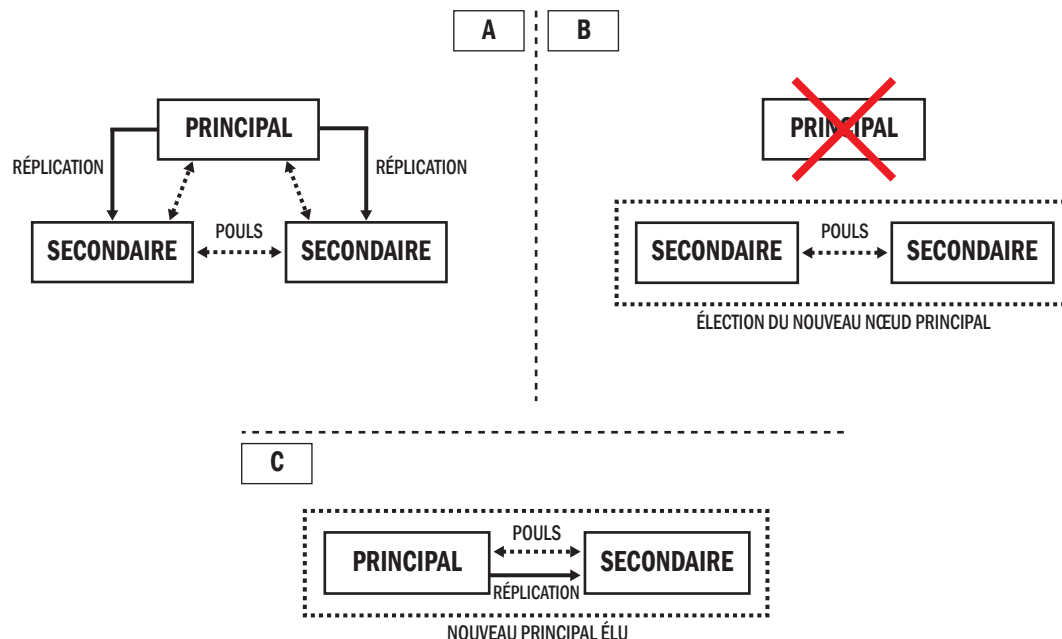 A
B
PRINCIPAL
RÉPLICATION
RÉPLICATION
SECONDAIRE
POULS
SECONDAIRE
PRINCIPAL
SECONDAIRE
POULS
SECONDAIRE
ÉLECTION DU NOUVEAU NŒUD PRINCIPAL
C
PRINCIPAL
POULS
RÉPLICATION
SECONDAIRE
NOUVEAU PRINCIPAL ÉLU